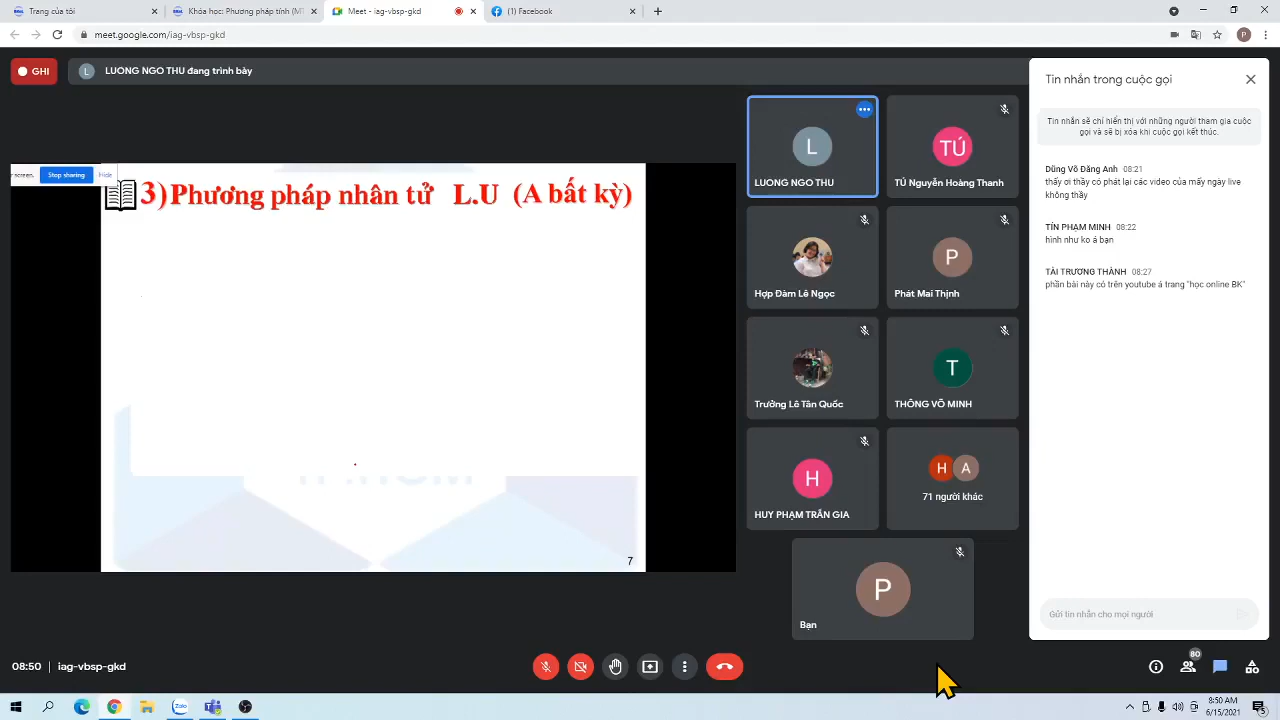 Trang của tôi
Khóa học: Phương pháp tính (MT
Meet - iag-vbsp-gkd
(1) Facebook
meet.google.com/iag-vbsp-gkd
P
GHI
L
LUONG NGO THU đang trình bày
r screen.
Stop sharing
Hide
3) Phương pháp nhân tử L.U (A bất kỳ)
TP.HCM
7
L
LUONG NGO THU
TÚ
TÚ Nguyễn Hoàng Thanh
Hợp Đàm Lê Ngọc
P
Phát Mai Thịnh
Trưởng Lê Tân Quốc
T
THÔNG VÕ MINH
H
HUY PHẠM TRẦN GIA
H A
71 người khác
P
Bạn
Tin nhắn trong cuộc gọi
Tin nhắn sẽ chỉ hiển thị với những người tham gia cuộc
gọi và sẽ bị xóa khi cuộc gọi kết thúc.
Dũng Võ Đăng Anh 08:21
thấy ơi thầy có phát lại các video của mấy ngày live
không thầy
TÍN PHẠM MINH 08:22
hình như ko á bạn
TÀI TRƯƠNG THÀNH 08:27
phần bài này có trên youtube á trang "học online BK"
Gửi tin nhắn cho mọi người
08:50
iag-vbsp-gkd
80
Zalo
8:50 AM
6/15/2021
5